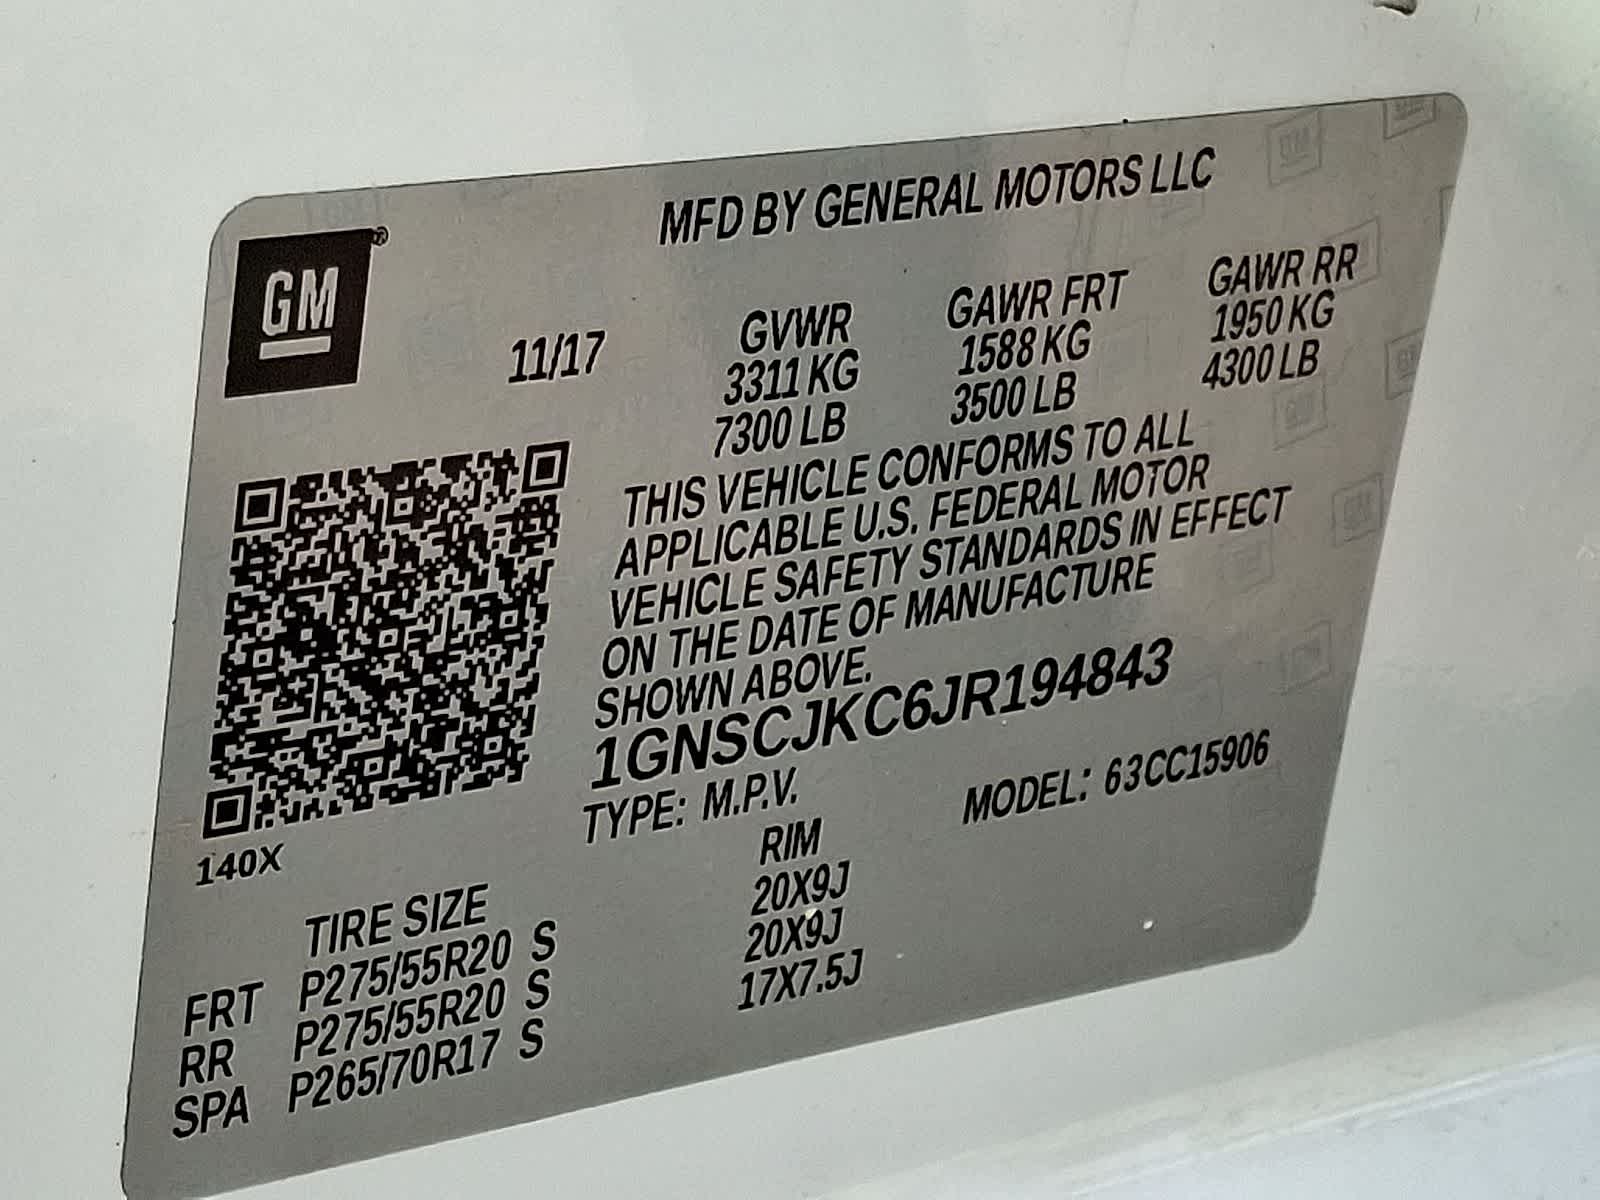 MFD BY GENERAL MOTORS LLC
GM®
11/17
GVWR
3311 KG
7300 LB
GAWR FRT
1588 KG
3500 LB
GAWR RR
1950 KG
4300 LB
THIS VEHICLE CONFORMS TO ALL
APPLICABLE U.S. FEDERAL MOTOR
VEHICLE SAFETY STANDARDS IN EFFECT
ON THE DATE OF MANUFACTURE
SHOWN ABOVE.
1GNSCJKC6JR194843
TYPE: M.P.V. MODEL: 63CC15906
140X
TIRE SIZE RIM
FRT P275/55R20 S 20X9J
RR P275/55R20 S 20X9J
SPA P265/70R17 S 17X7.5J